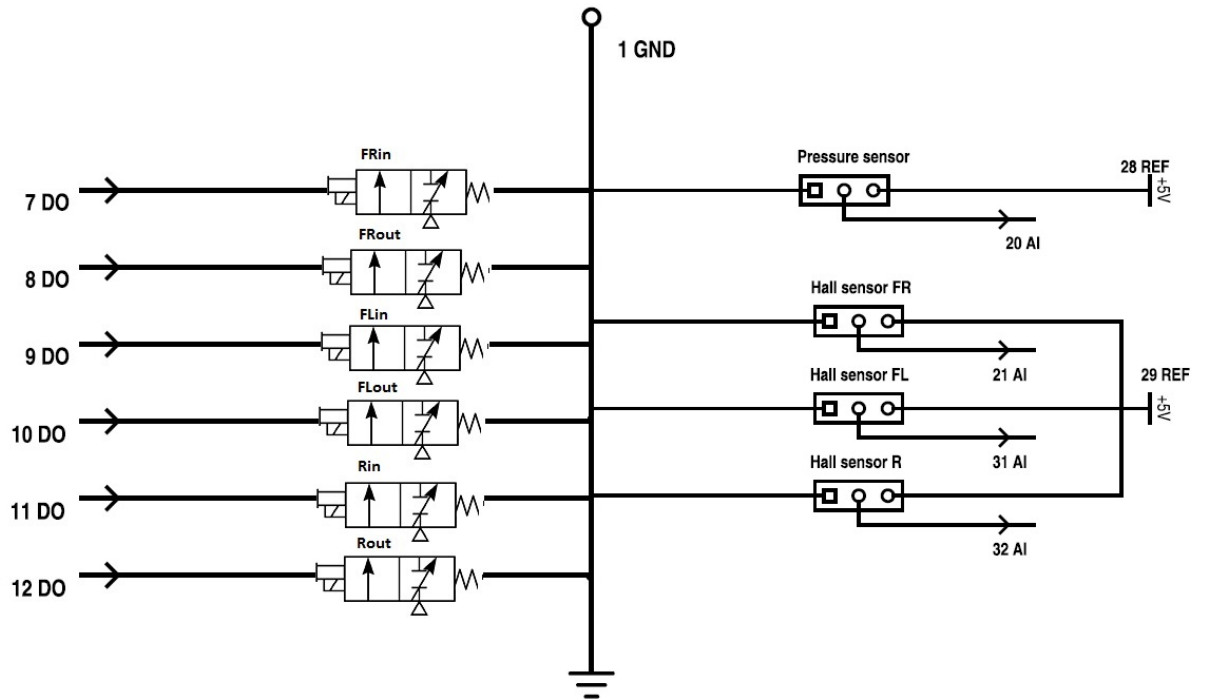 1 GND
FRin
7 DO
FRout
8 DO
FLin
9 DO
FLout
10 DO
Rin
11 DO
Rout
12 DO
Pressure sensor
28 REF
+5V
20 AI
Hall sensor FR
21 AI
29 REF
+5V
Hall sensor FL
31 AI
Hall sensor R
32 AI